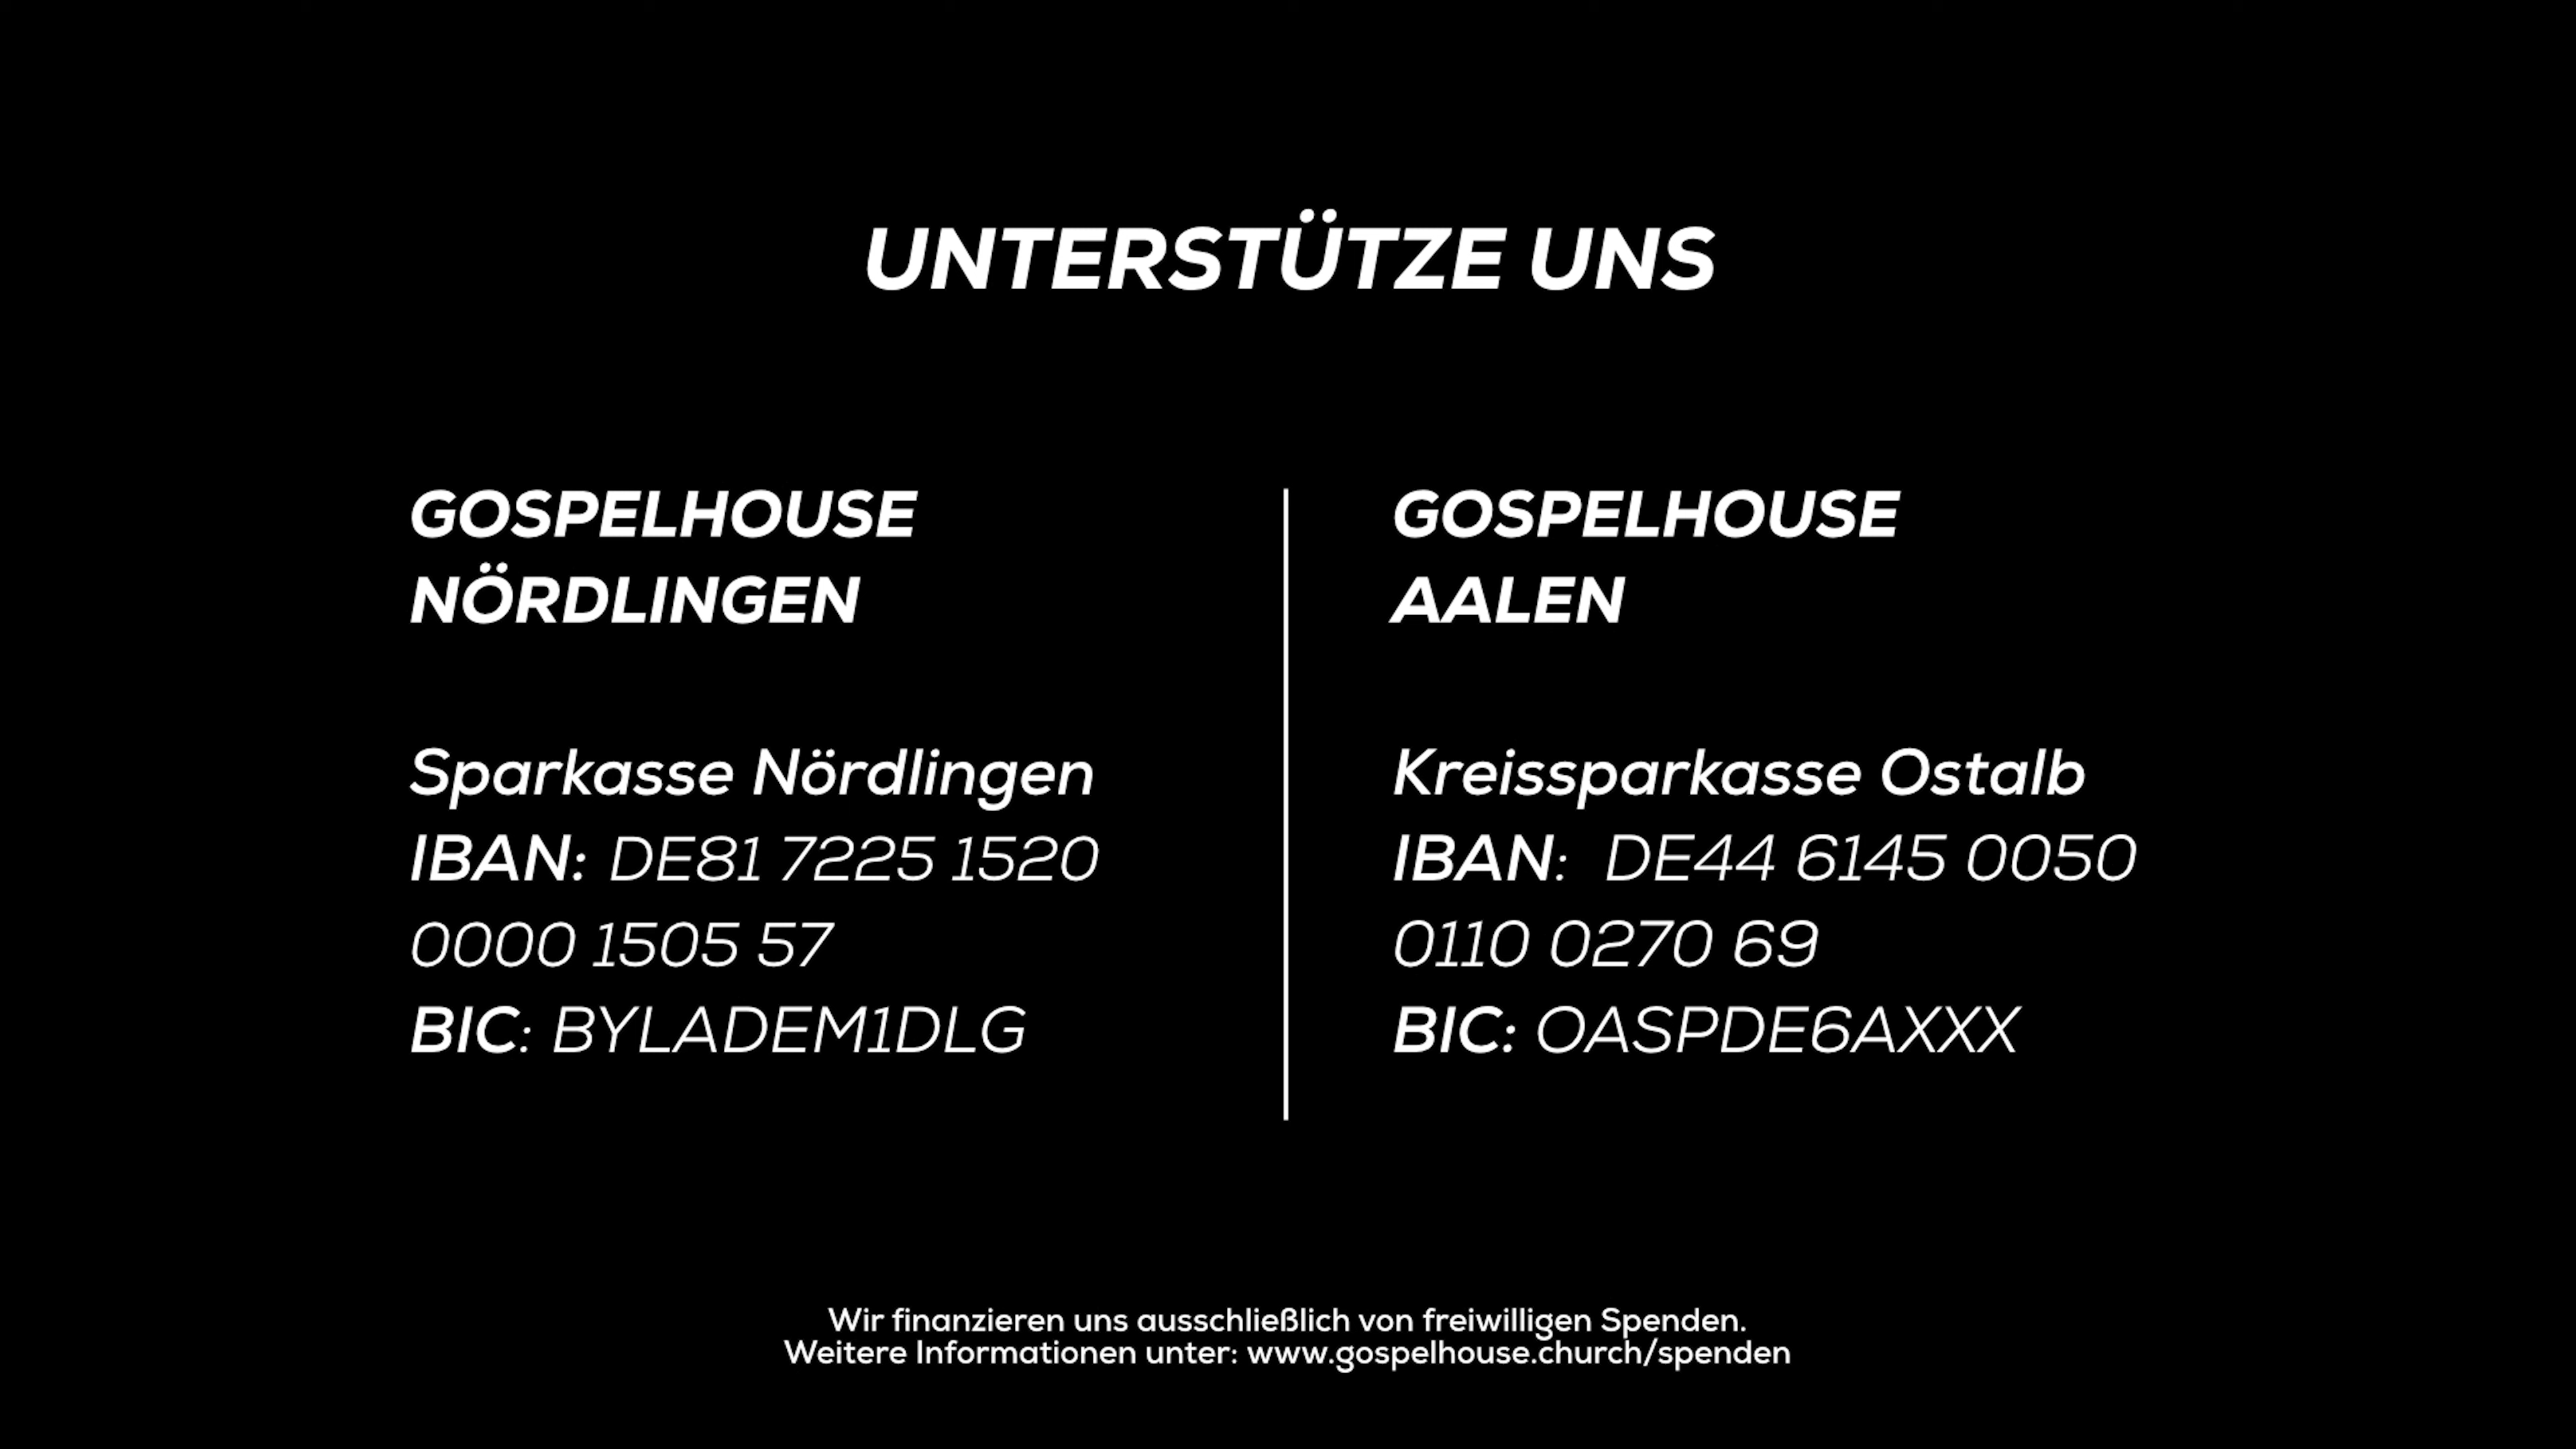 UNTERSTÜTZE UNS
GOSPELHOUSE
NÖRDLINGEN
Sparkasse Nördlingen
IBAN: DE81 7225 1520
0000 1505 57
BIC: BYLADEM1DLG
GOSPELHOUSE
AALEN
Kreissparkasse Ostalb
IBAN: DE44 6145 0050
0110 0270 69
BIC: OASPDE6AXXX
Wir finanzieren uns ausschließlich von freiwilligen Spenden.
Weitere Informationen unter: www.gospelhouse.church/spenden